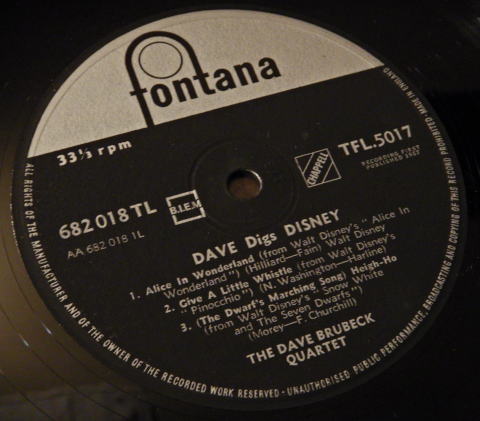 fontana
33⅓ rpm
682 018 TL
AA 682 018 1L
B.I.E.M
CHAPPELL
TFL.5017
RECORDING FIRST
PUBLISHED 1957
DAVE Digs DISNEY
1. Alice In Wonderland (from Walt Disney's "Alice In
Wonderland") (Hilliard—Fain) Walt Disney
2. Give A Little Whistle (from Walt Disney's
"Pinocchio") (N. Washington—Harline)
3. (The Dwarf's Marching Song) Heigh-Ho
(from Walt Disney's, Snow White
and The Seven Dwarfs")
(Morey—F. Churchill)
THE DAVE BRUBECK
QUARTET
ALL RIGHTS OF THE MANUFACTURER AND OF THE OWNER OF THE RECORDED WORK RESERVED - UNAUTHORISED PUBLIC PERFORMANCE, BROADCASTING AND COPYING OF THIS RECORD PROHIBITED - MADE IN ENGLAND